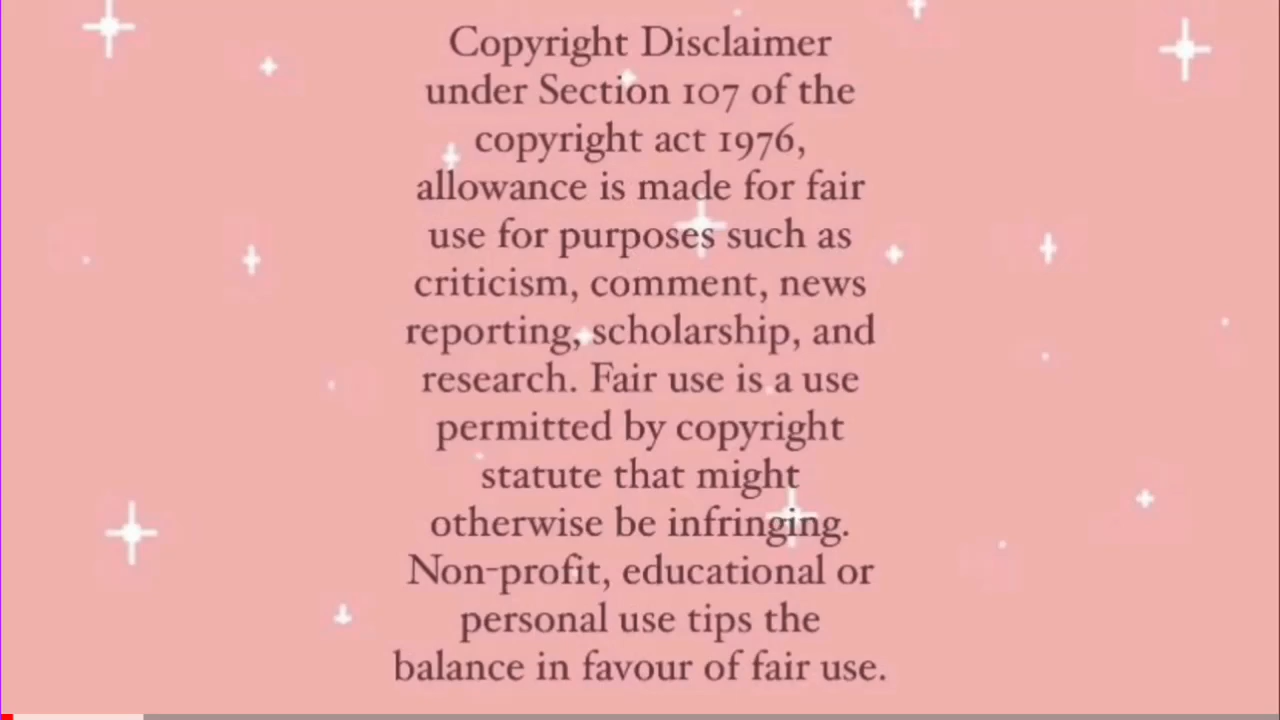 Copyright Disclaimer
under Section 107 of the
copyright act 1976,
allowance is made for fair
use for purposes such as
criticism, comment, news
reporting, scholarship, and
research. Fair use is a use
permitted by copyright
statute that might
otherwise be infringing.
Non-profit, educational or
personal use tips the
balance in favour of fair use.